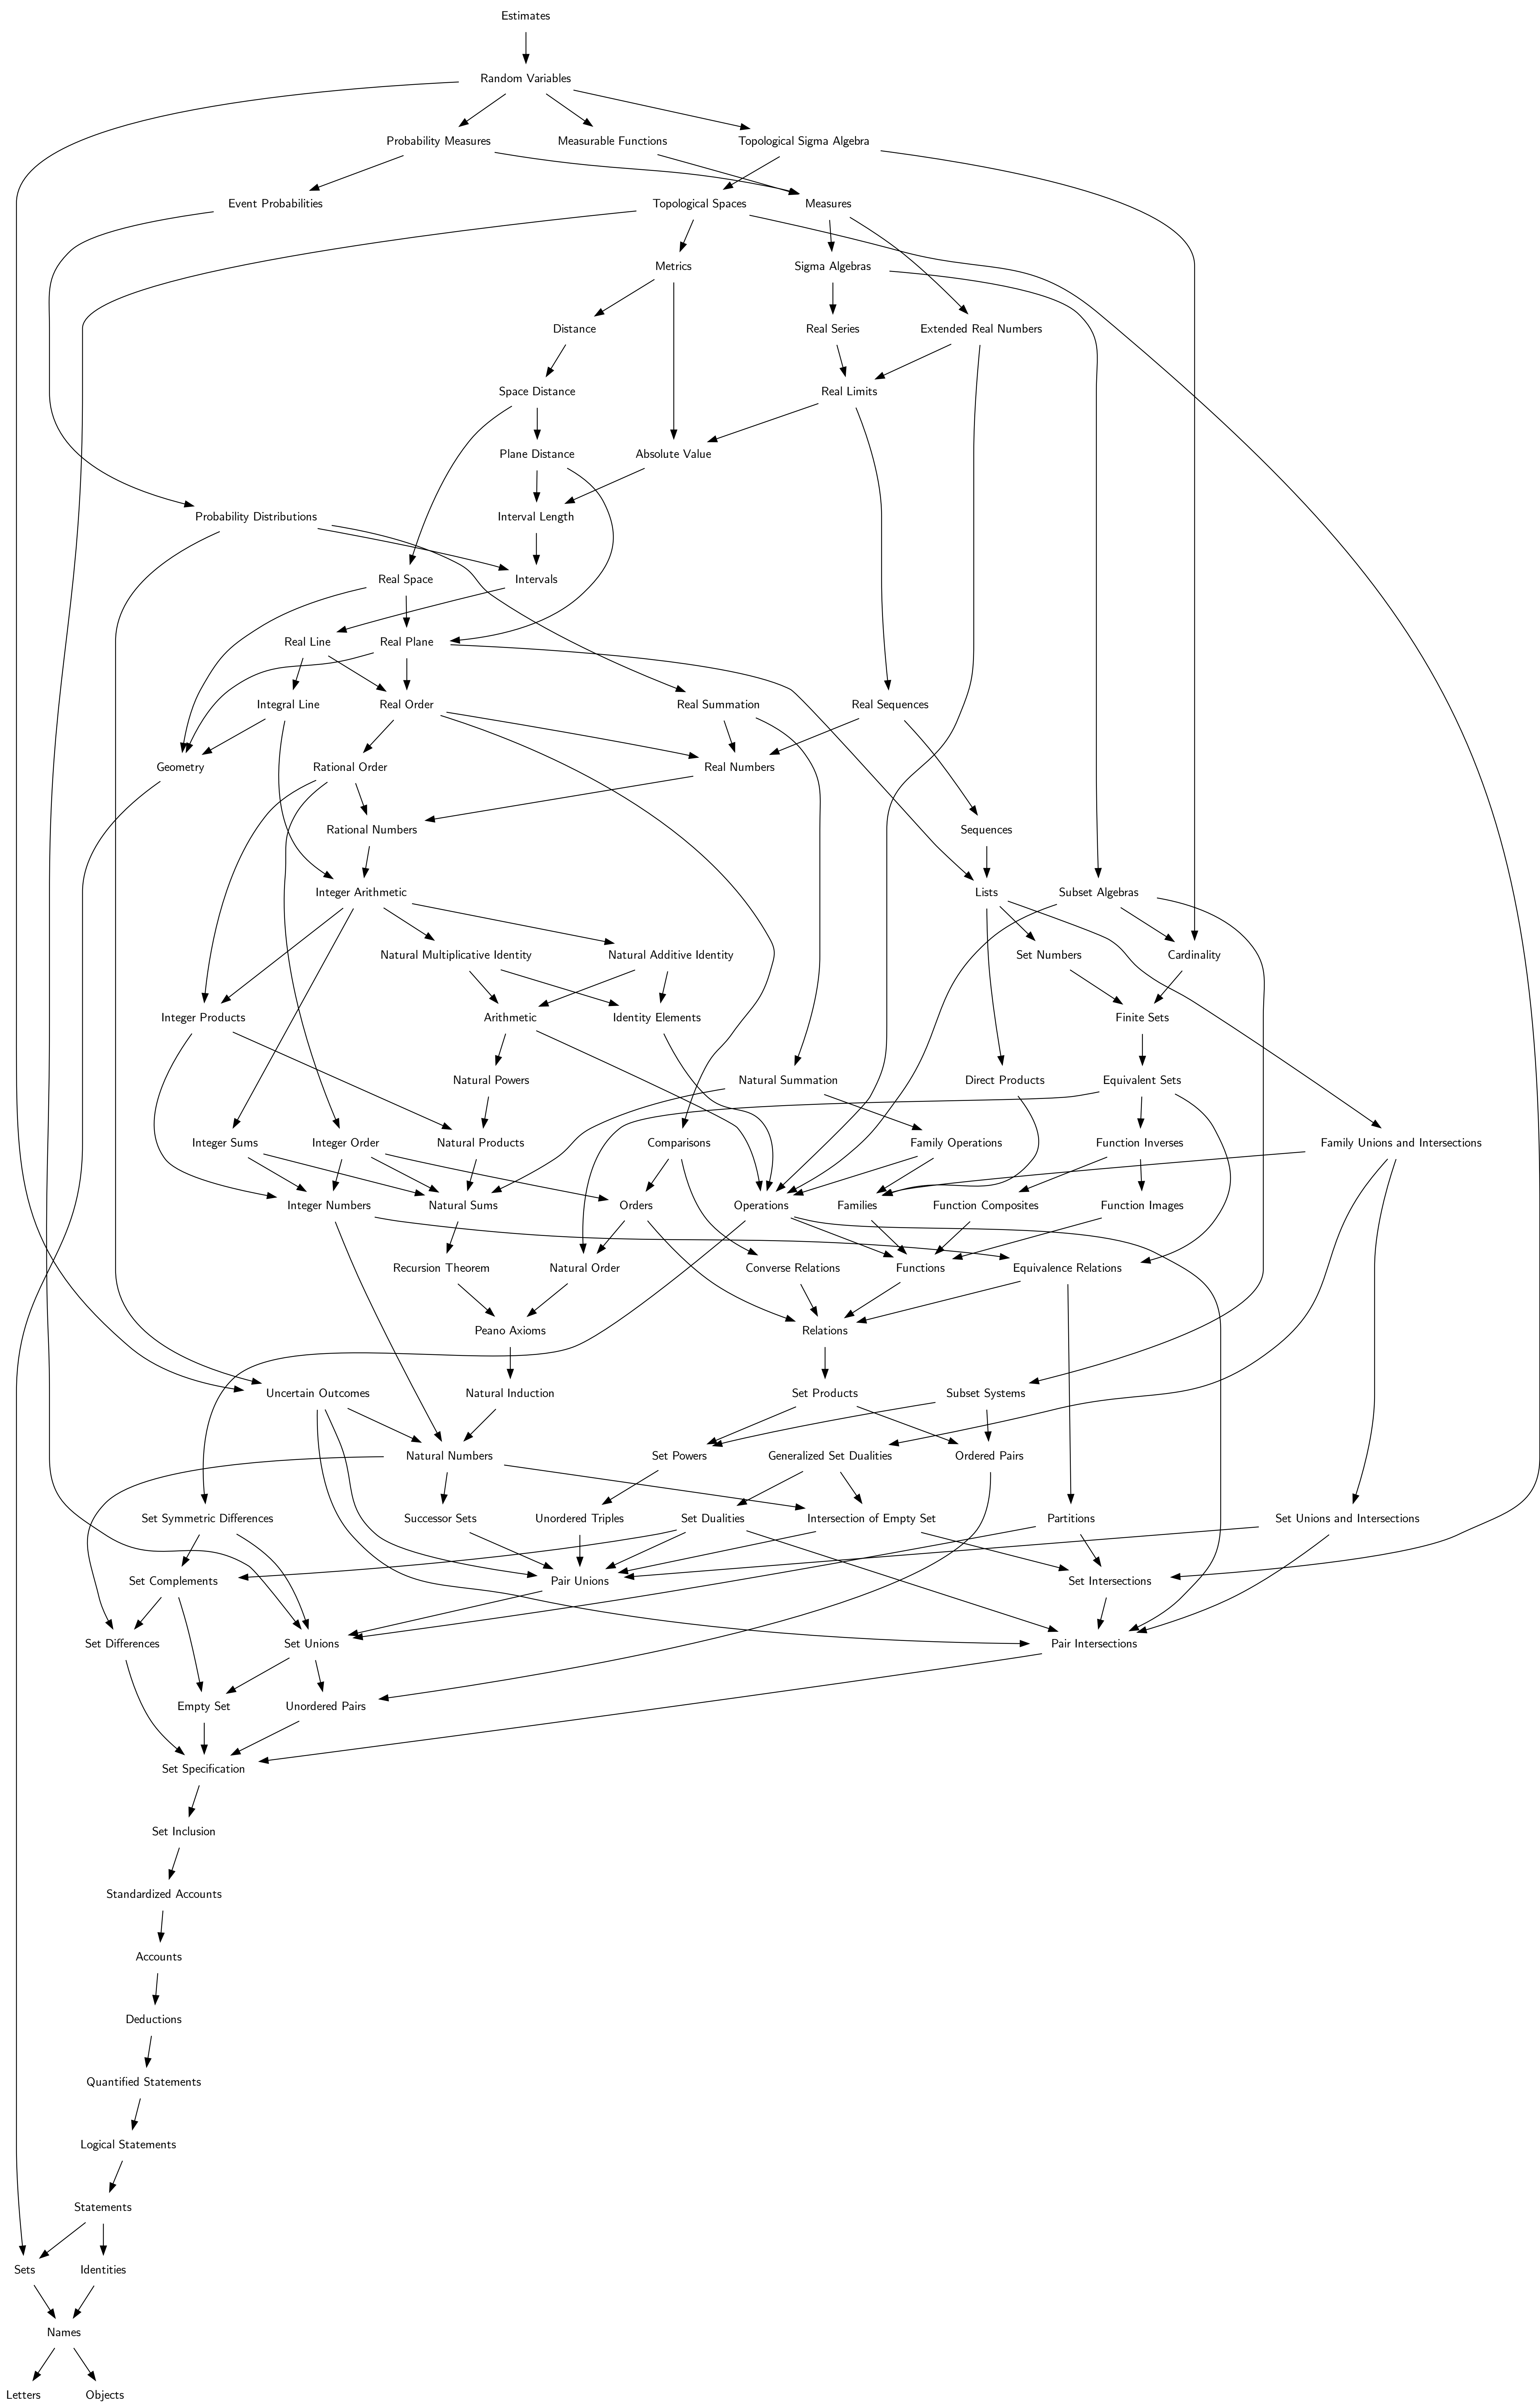 Estimates
Random Variables
Probability Measures
Measurable Functions
Topological Sigma Algebra
Event Probabilities
Topological Spaces
Measures
Metrics
Sigma Algebras
Distance
Real Series
Extended Real Numbers
Space Distance
Real Limits
Plane Distance
Absolute Value
Probability Distributions
Interval Length
Real Space
Intervals
Real Line
Real Plane
Integral Line
Real Order
Real Summation
Real Sequences
Geometry
Rational Order
Real Numbers
Rational Numbers
Sequences
Integer Arithmetic
Lists
Subset Algebras
Natural Multiplicative Identity
Natural Additive Identity
Set Numbers
Cardinality
Integer Products
Arithmetic
Identity Elements
Finite Sets
Natural Powers
Natural Summation
Direct Products
Equivalent Sets
Integer Sums
Integer Order
Natural Products
Comparisons
Family Operations
Function Inverses
Family Unions and Intersections
Integer Numbers
Natural Sums
Orders
Operations
Families
Function Composites
Function Images
Recursion Theorem
Natural Order
Converse Relations
Functions
Equivalence Relations
Peano Axioms
Relations
Uncertain Outcomes
Natural Induction
Set Products
Subset Systems
Natural Numbers
Set Powers
Generalized Set Dualities
Ordered Pairs
Set Symmetric Differences
Successor Sets
Unordered Triples
Set Dualities
Intersection of Empty Set
Partitions
Set Unions and Intersections
Set Complements
Pair Unions
Set Intersections
Set Differences
Set Unions
Pair Intersections
Empty Set
Unordered Pairs
Set Specification
Set Inclusion
Standardized Accounts
Accounts
Deductions
Quantified Statements
Logical Statements
Statements
Sets
Identities
Names
Letters
Objects